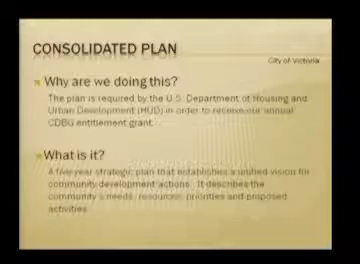 CONSOLIDATED PLAN
City of Victoria
Why are we doing this?
The plan is required by the U.S. Department of Housing and
Urban Development (HUD) in order to receive our annual
CDBG entitlement grant.
What is it?
A five year strategic plan that establishes a unified vision for
community development actions. It describes the
community's needs, resources, priorities and proposed
activities.